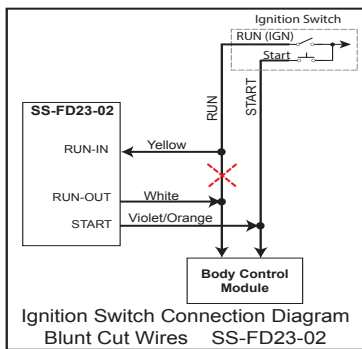 Ignition Switch
RUN (IGN)
Start
SS-FD23-02
RUN
START
RUN-IN
Yellow
RUN-OUT
White
START
Violet/Orange
Body Control
Module
Ignition Switch Connection Diagram
Blunt Cut Wires SS-FD23-02